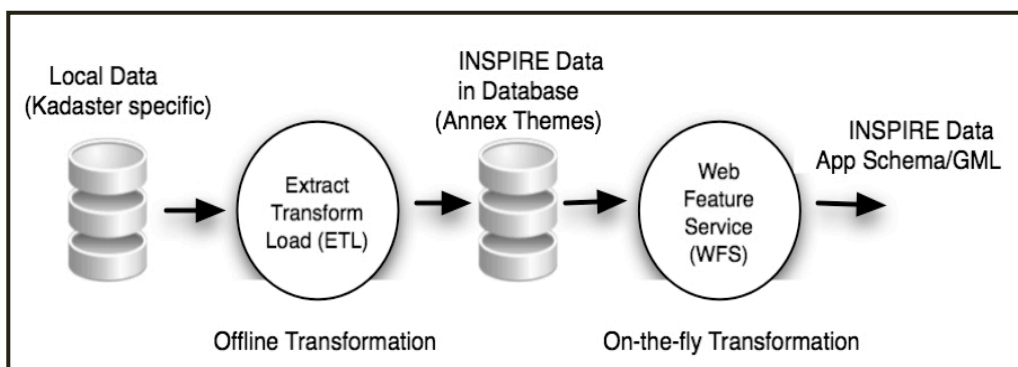 Local Data
(Kadaster specific)
Extract
Transform
Load (ETL)
INSPIRE Data
in Database
(Annex Themes)
Web
Feature
Service
(WFS)
INSPIRE Data
App Schema/GML
Offline Transformation
On-the-fly Transformation